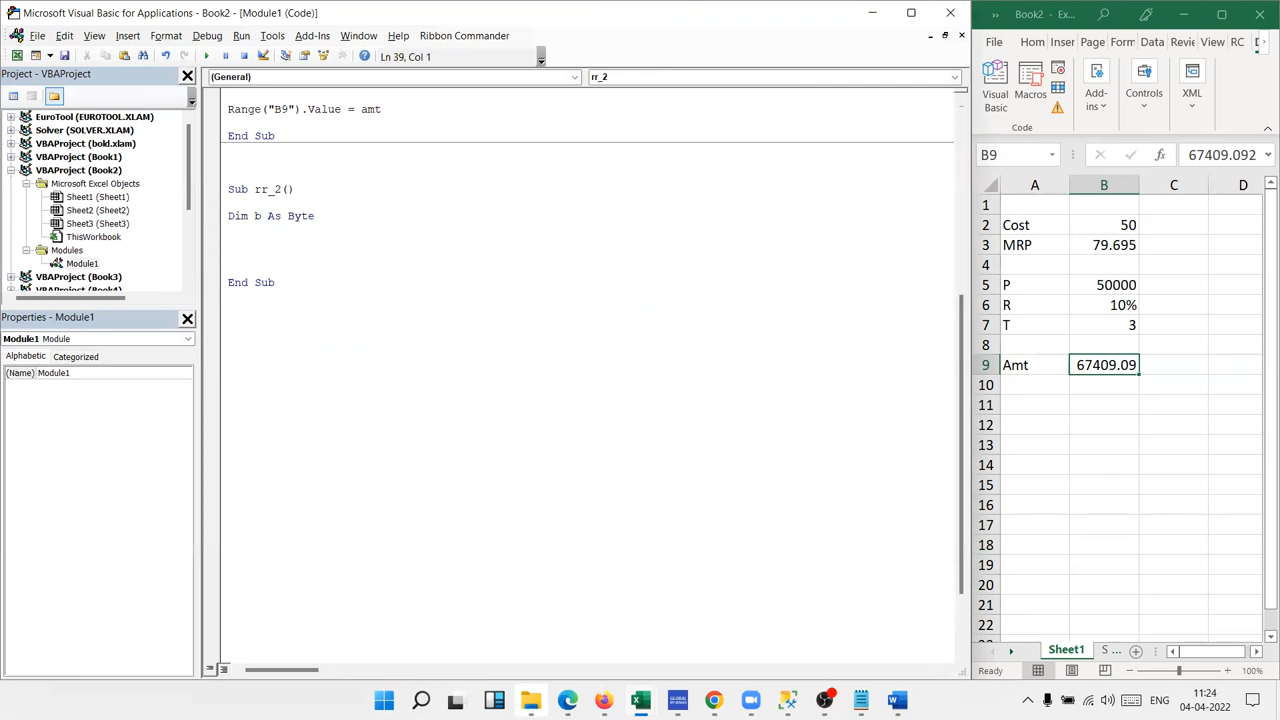 Microsoft Visual Basic for Applications - Book2 - [Module1 (Code)]
File Edit View Insert Format Debug Run Tools Add-Ins Window Help Ribbon Commander
Ln 39, Col 1
Project - VBAProject
EuroTool (EUROTOOL.XLAM)
Solver (SOLVER.XLAM)
VBAProject (bold.xlam)
VBAProject (Book1)
VBAProject (Book2)
Microsoft Excel Objects
Sheet1 (Sheet1)
Sheet2 (Sheet2)
Sheet3 (Sheet3)
ThisWorkbook
Modules
Module1
VBAProject (Book3)
VBAProject (Book4)
Properties - Module1
Module1 Module
Alphabetic Categorized
(Name) Module1
(General) rr_2
Range("B9").Value = amt
End Sub
Sub rr_2()
Dim b As Byte
End Sub
Book2 - Ex...
File Hom Inser Page Form Data Revie View RC
Visual Basic
Macros
Add-ins
Controls
XML
Code
B9 67409.092
A B C D
1
2 Cost 50
3 MRP 79.695
4
5 P 50000
6 R 10%
7 T 3
8
9 Amt 67409.09
10
11
12
13
14
15
16
17
18
19
20
21
22
Sheet1 S ...
Ready 100%
ENG 11:24
04-04-2022